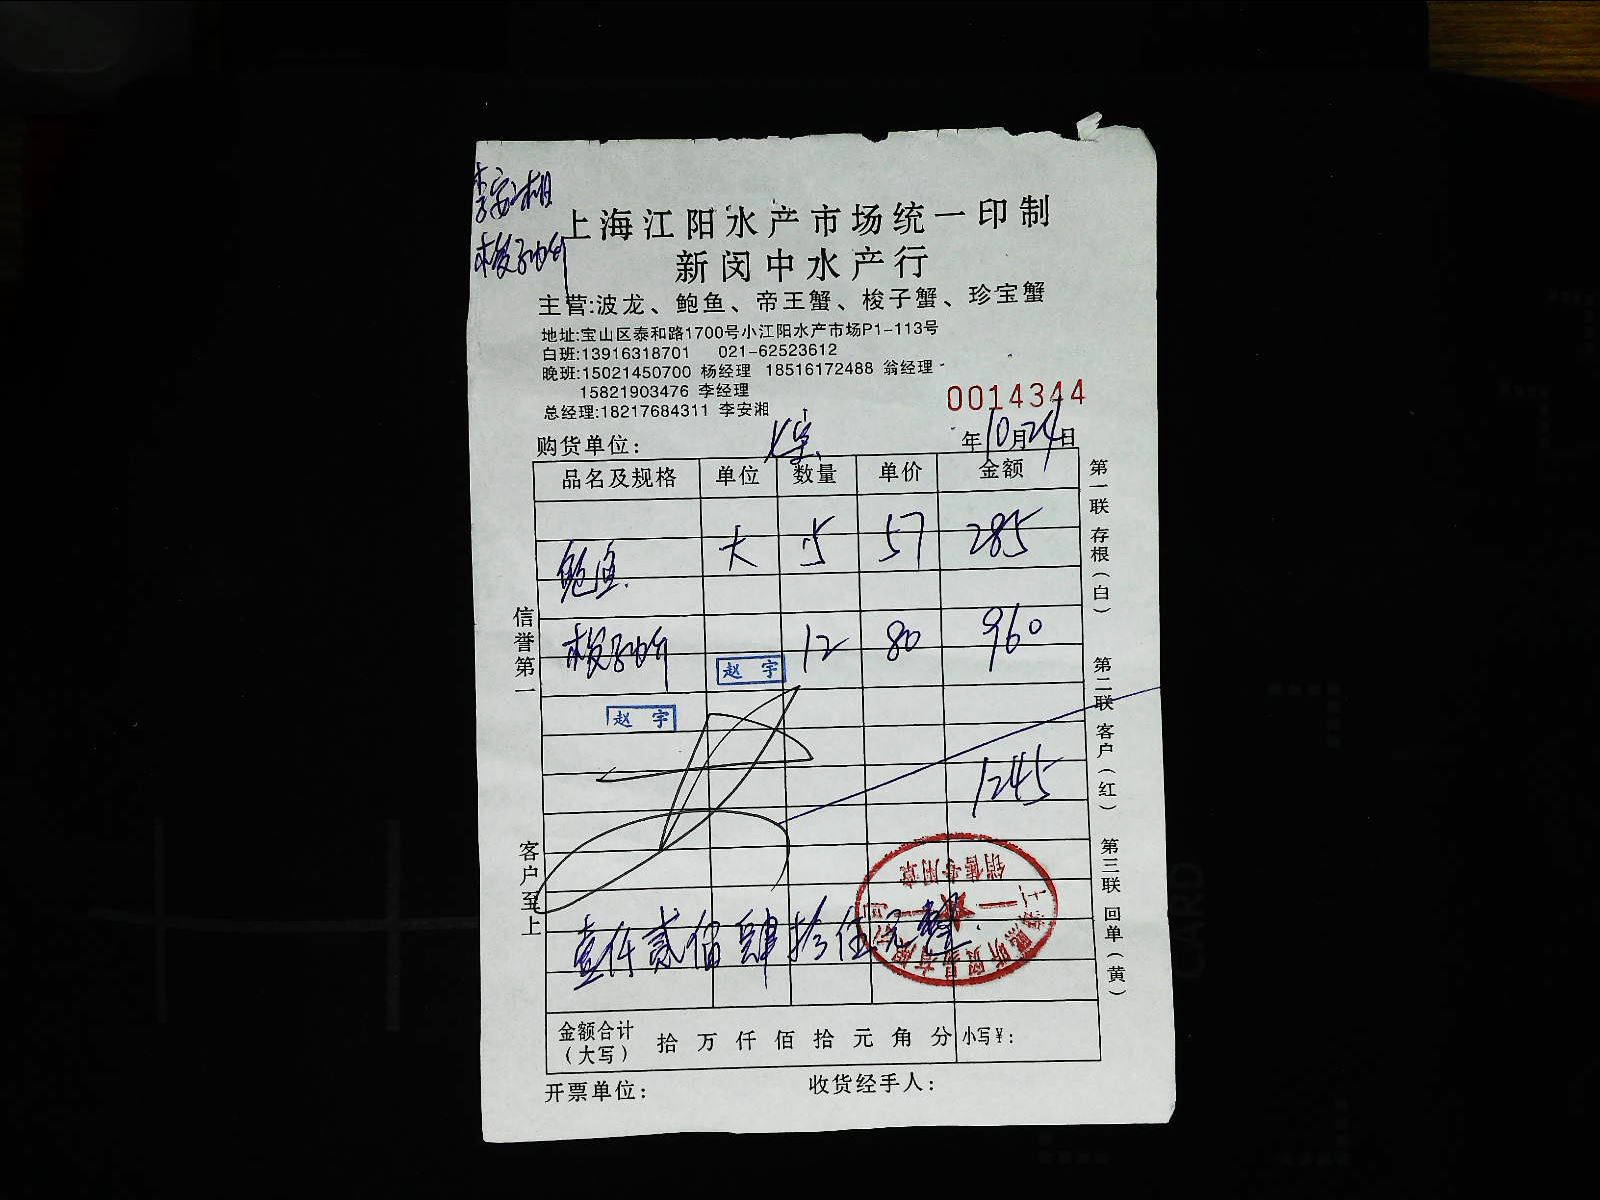 李安湘
梭子蟹
上海江阳水产市场统一印制
新闵中水产行
主营:波龙、鲍鱼、帝王蟹、梭子蟹、珍宝蟹
地址:宝山区泰和路1700号小江阳水产市场P1-113号
白班:13916318701 021-62523612
晚班:15021450700 杨经理 18516172488 翁经理
15821903476 李经理
总经理:18217684311 李安湘
0014344
购货单位:
年10月24日
品名及规格 单位 数量 单价 金额
鲍鱼 大 5 57 285
梭子蟹 12 80 960
赵宇
赵宇
1245
壹仟贰佰肆拾伍元整
销售专用章
金额合计(大写) 拾万仟佰拾元角分 小写¥:
开票单位: 收货经手人:
信誉第一
客户至上
第一联 存根(白)
第二联 客户(红)
第三联 回单(黄)